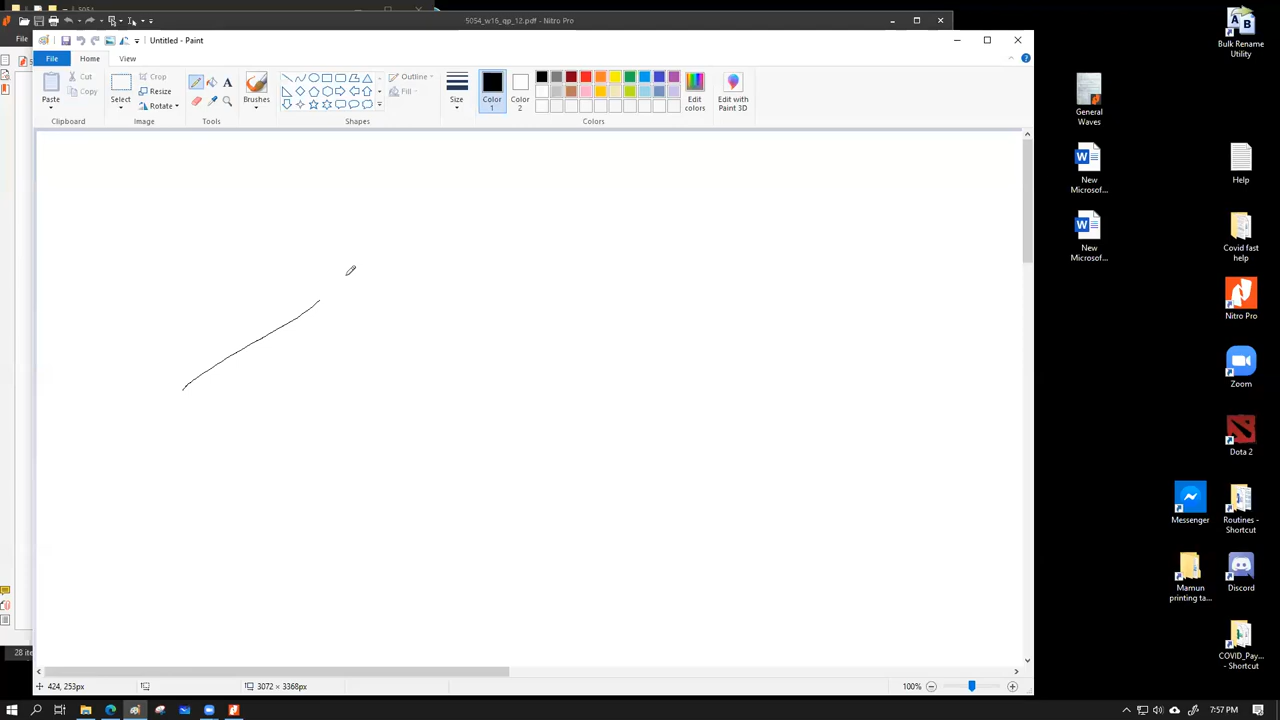 5054_w16_qp_12.pdf - Nitro Pro
File
Untitled - Paint
File Home View
Paste Cut Copy Select Crop Resize Rotate Brushes Outline Fill Size Color 1 Color 2 Edit colors Edit with Paint 3D
Clipboard Image Tools Shapes Colors
Bulk Rename Utility
General Waves
New Microsof...
Help
New Microsof...
Covid fast help
Nitro Pro
Zoom
Dota 2
Messenger
Routines - Shortcut
Mamun printing ta...
Discord
COVID_Pay... - Shortcut
28 ite
424, 253px 3072 × 3368px 100%
7:57 PM